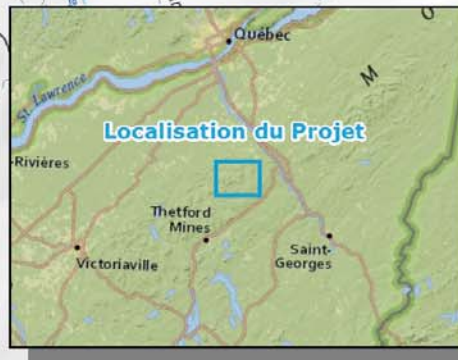 Québec
M
O
St. Lawrence
Localisation du Projet
-Rivières
Thetford
Mines
Saint-
Georges
Victoriaville